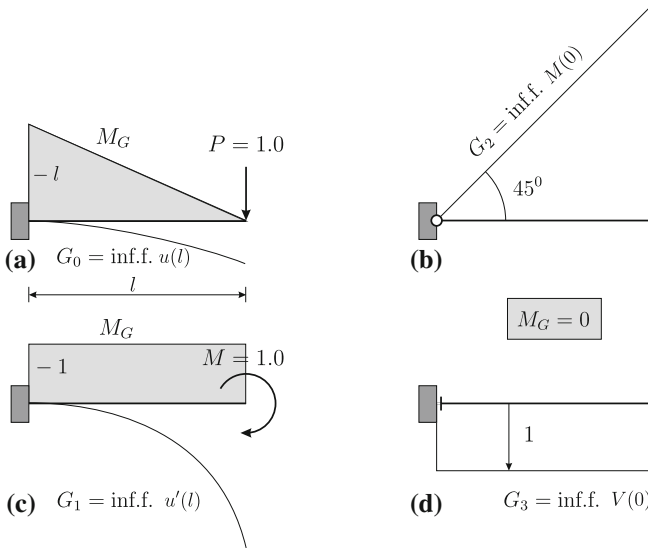 M_G
P = 1.0
− l
(a) G_0 = inf.f. u(l)
l
G_2 = inf.f. M(0)
45^0
(b)
M_G
− 1
M = 1.0
(c) G_1 = inf.f. u′(l)
M_G = 0
1
(d) G_3 = inf.f. V(0)